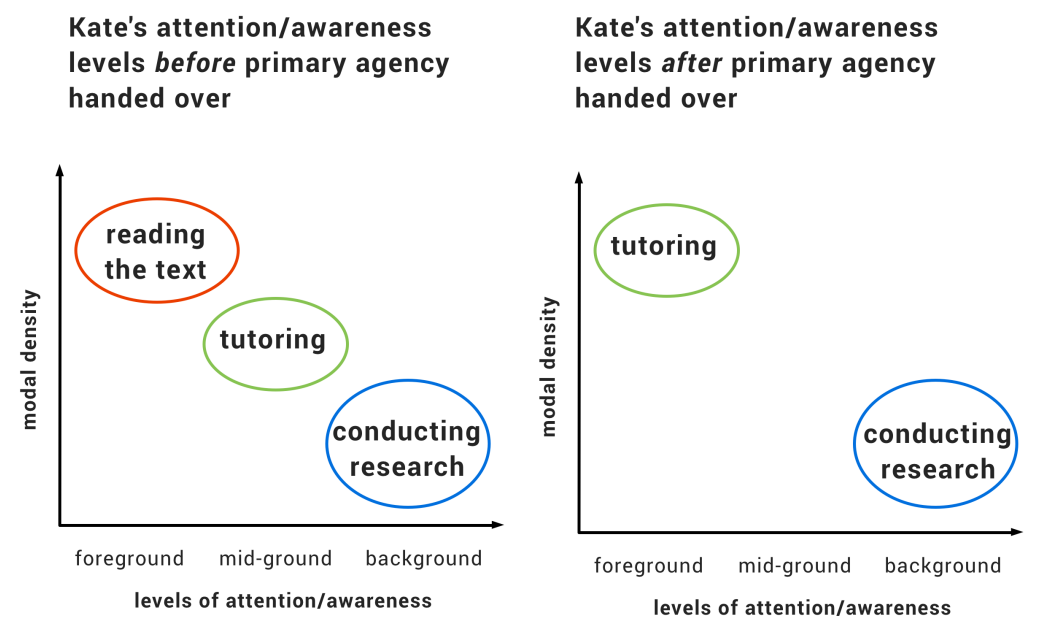 Kate's attention/awareness
levels before primary agency
handed over
modal density
reading
the text
tutoring
conducting
research
foreground
mid-ground
background
levels of attention/awareness
Kate's attention/awareness
levels after primary agency
handed over
modal density
tutoring
conducting
research
foreground
mid-ground
background
levels of attention/awareness